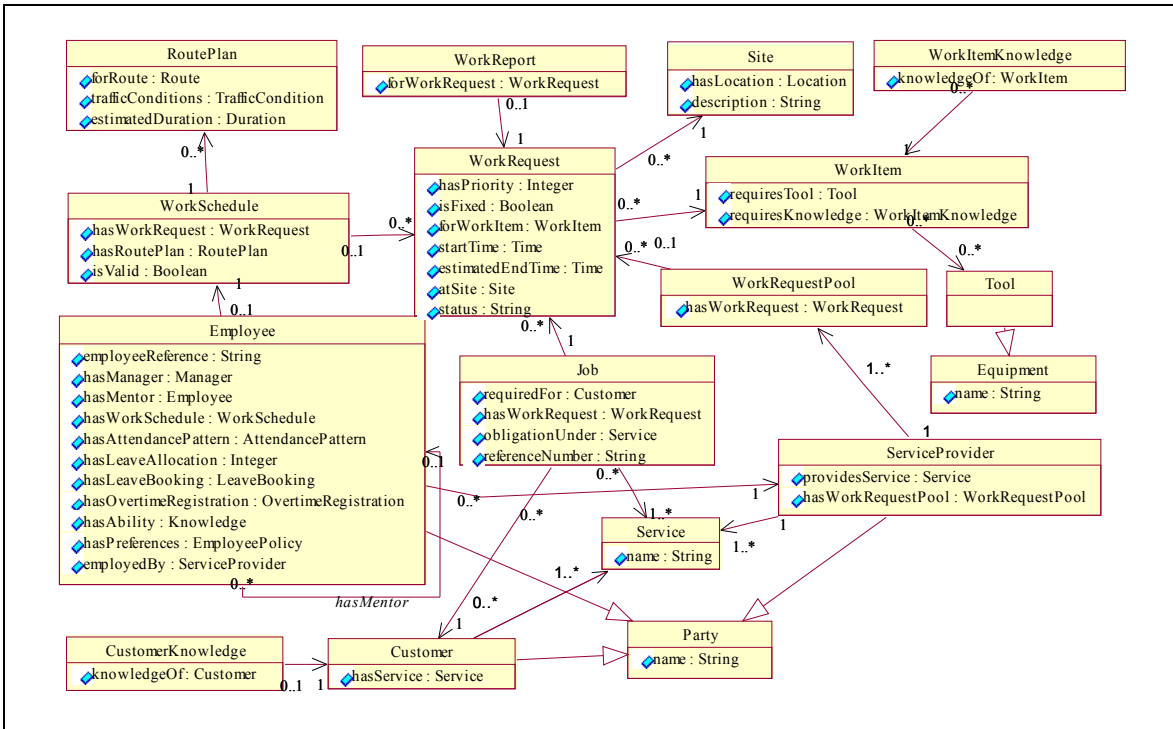 RoutePlan
forRoute : Route
trafficConditions : TrafficCondition
estimatedDuration : Duration
WorkReport
forWorkRequest : WorkRequest
Site
hasLocation : Location
description : String
WorkItemKnowledge
knowledgeOf: WorkItem
0..*
1
0..1
1
0..*
1
0..*
1
WorkSchedule
hasWorkRequest : WorkRequest
hasRoutePlan : RoutePlan
isValid : Boolean
0..1
0..*
WorkRequest
hasPriority : Integer
isFixed : Boolean
forWorkItem : WorkItem
startTime : Time
estimatedEndTime : Time
atSite : Site
status : String
0..*
1
WorkItem
requiresTool : Tool
requiresKnowledge : WorkItemKnowledge
0..*
0..*
0..*
0..1
WorkRequestPool
hasWorkRequest : WorkRequest
Tool
Equipment
name : String
1
0..1
Employee
employeeReference : String
hasManager : Manager
hasMentor : Employee
hasWorkSchedule : WorkSchedule
hasAttendancePattern : AttendancePattern
hasLeaveAllocation : Integer
hasLeaveBooking : LeaveBooking
hasOvertimeRegistration : OvertimeRegistration
hasAbility : Knowledge
hasPreferences : EmployeePolicy
employedBy : ServiceProvider
0..1
0..*
hasMentor
0..*
1
Job
requiredFor : Customer
hasWorkRequest : WorkRequest
obligationUnder : Service
referenceNumber : String
0..*
1..*
0..*
1
1..*
1
ServiceProvider
providesService : Service
hasWorkRequestPool : WorkRequestPool
0..*
1
1
1..*
Service
name : String
1..*
0..*
CustomerKnowledge
knowledgeOf: Customer
0..1
1
Customer
hasService : Service
Party
name : String